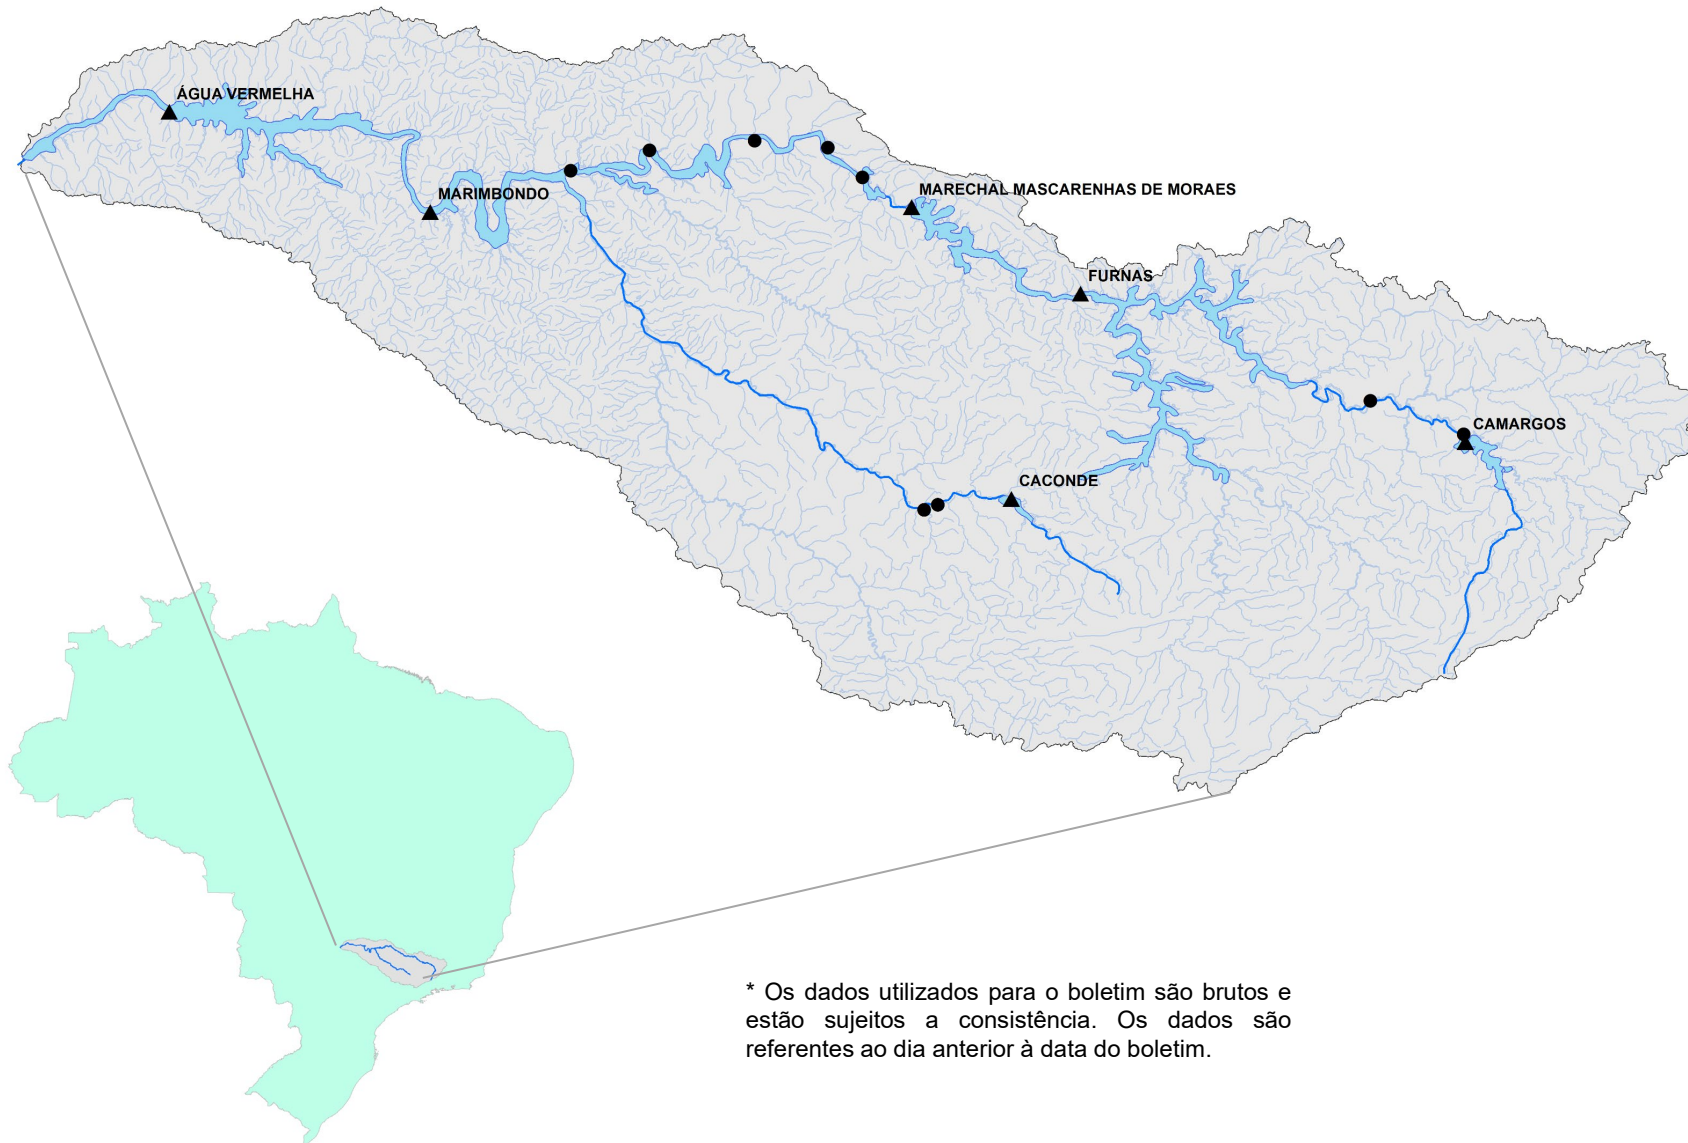 ÁGUA VERMELHA
MARIMBONDO
MARECHAL MASCARENHAS DE MORAES
FURNAS
CAMARGOS
CACONDE
* Os dados utilizados para o boletim são brutos e
estão sujeitos a consistência. Os dados são
referentes ao dia anterior à data do boletim.